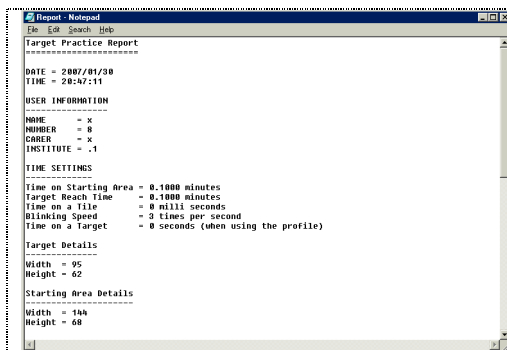 Report - Notepad
File Edit Search Help
Target Practice Report
======================
DATE = 2007/01/30
TIME = 20:47:11
USER INFORMATION
----------------
NAME = x
NUMBER = 8
CARER = x
INSTITUTE = .1
TIME SETTINGS
-------------
Time on Starting Area = 0.1000 minutes
Target Reach Time = 0.1000 minutes
Time on a Tile = 0 milli seconds
Blinking Speed = 3 times per second
Time on a Target = 0 seconds (when using the profile)
Target Details
--------------
Width = 95
Height = 62
Starting Area Details
---------------------
Width = 144
Height = 68